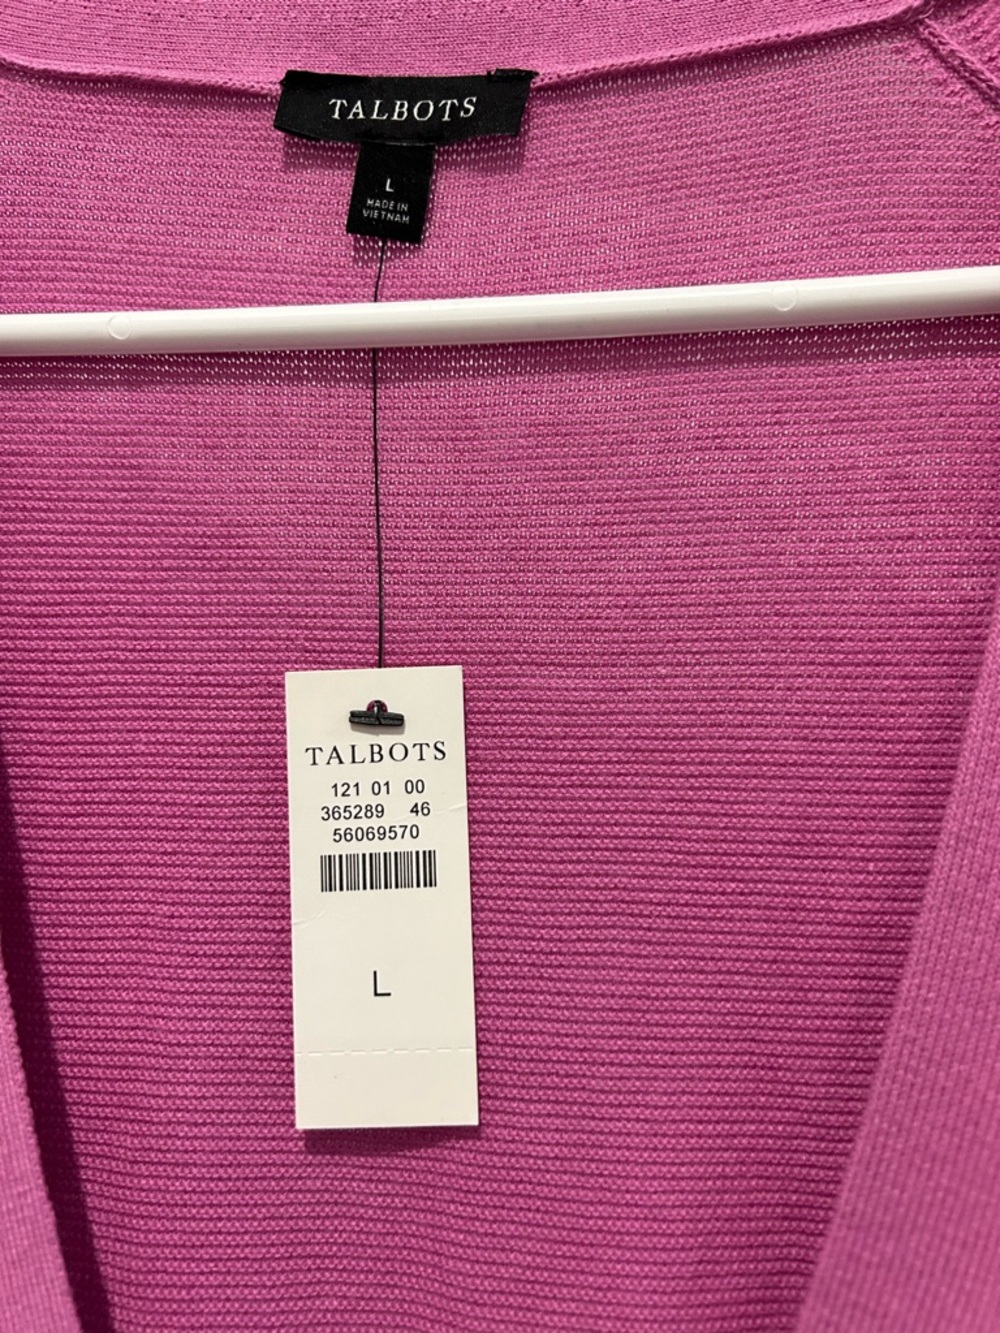 TALBOTS
L
MADE IN
VIETNAM
TALBOTS
121 01 00
365289 46
56069570
L